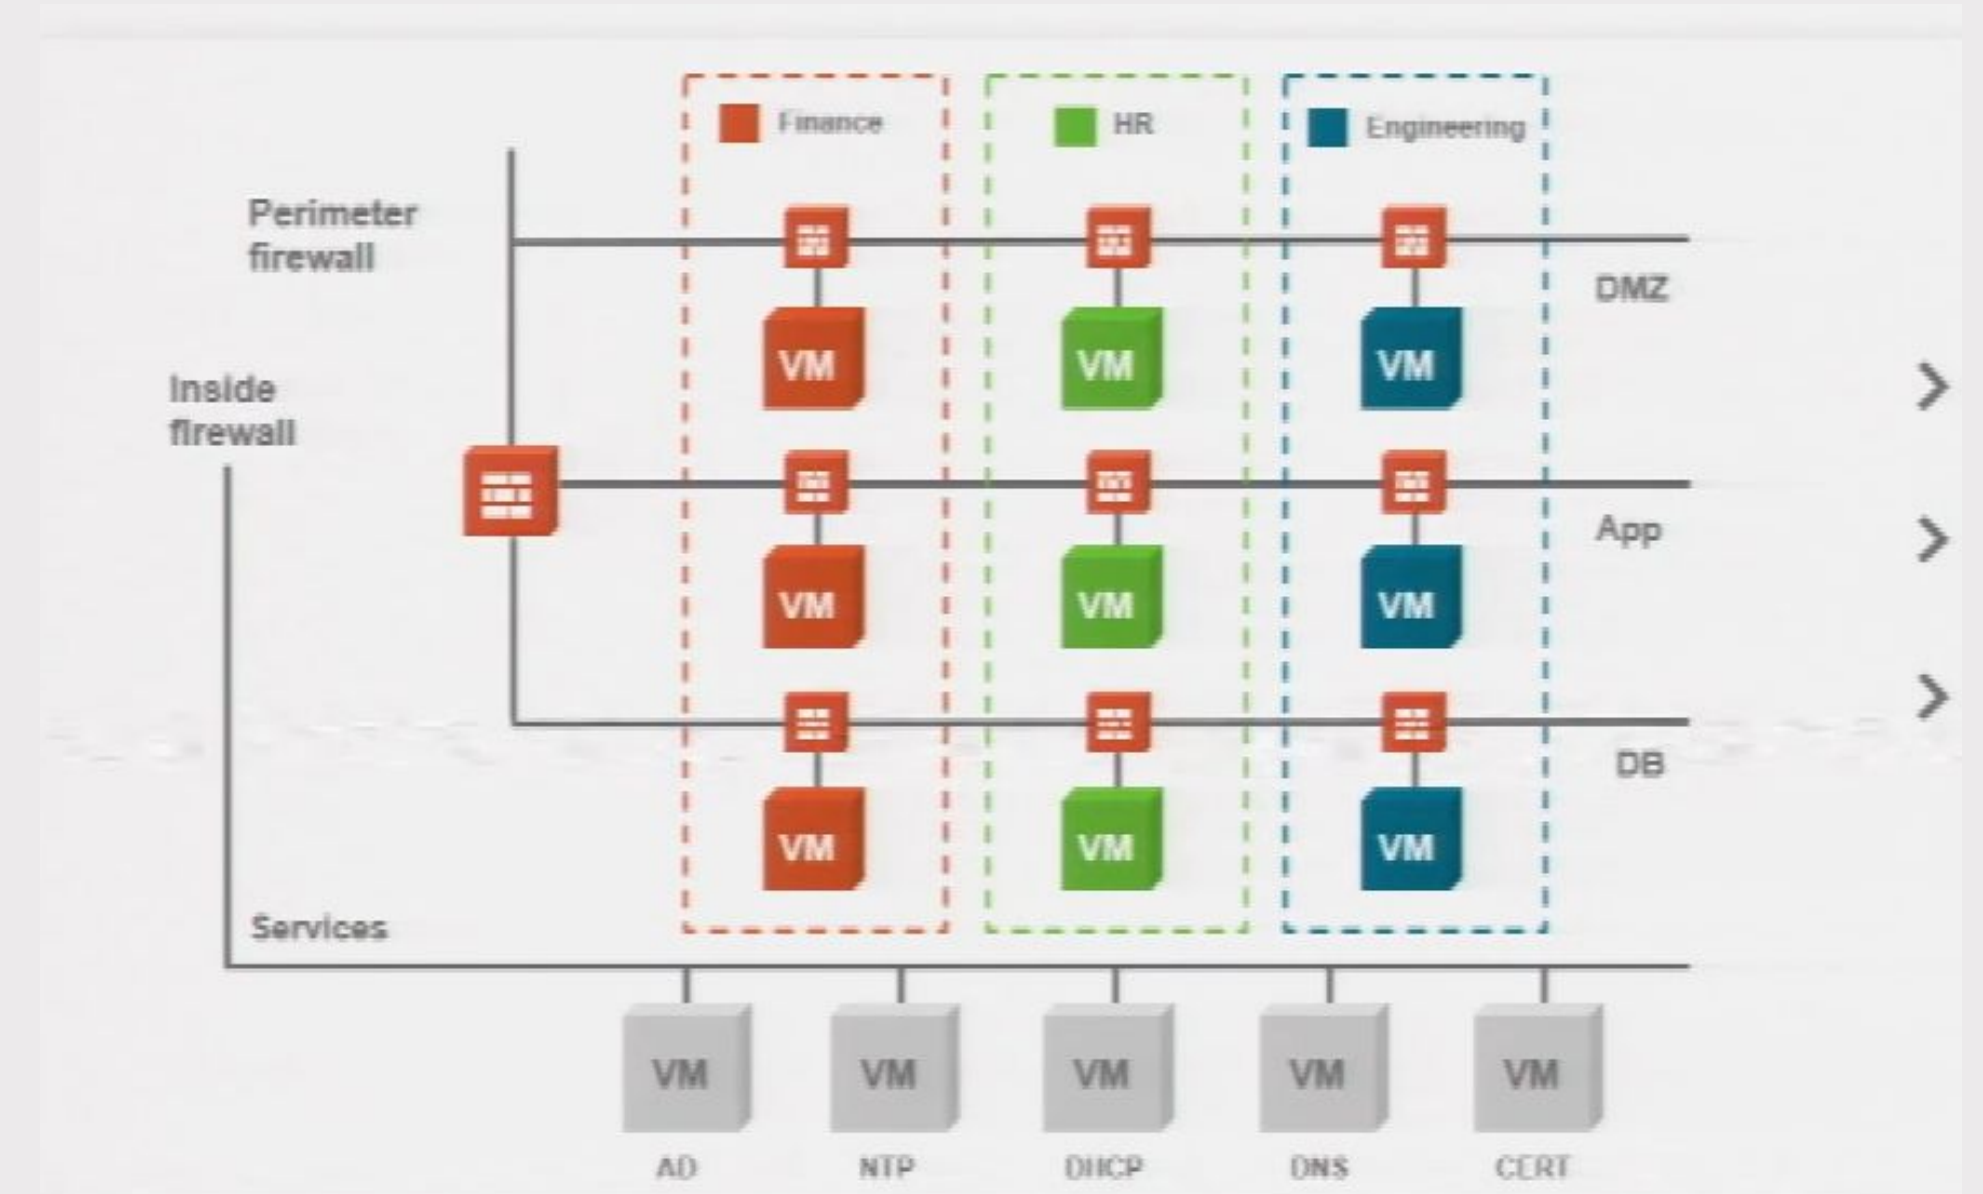 Finance
HR
Engineering
Perimeter
firewall
DMZ
Inside
firewall
VM
VM
VM
App
VM
VM
VM
DB
VM
VM
VM
Services
VM
VM
VM
VM
VM
AD
NTP
DHCP
DNS
CERT